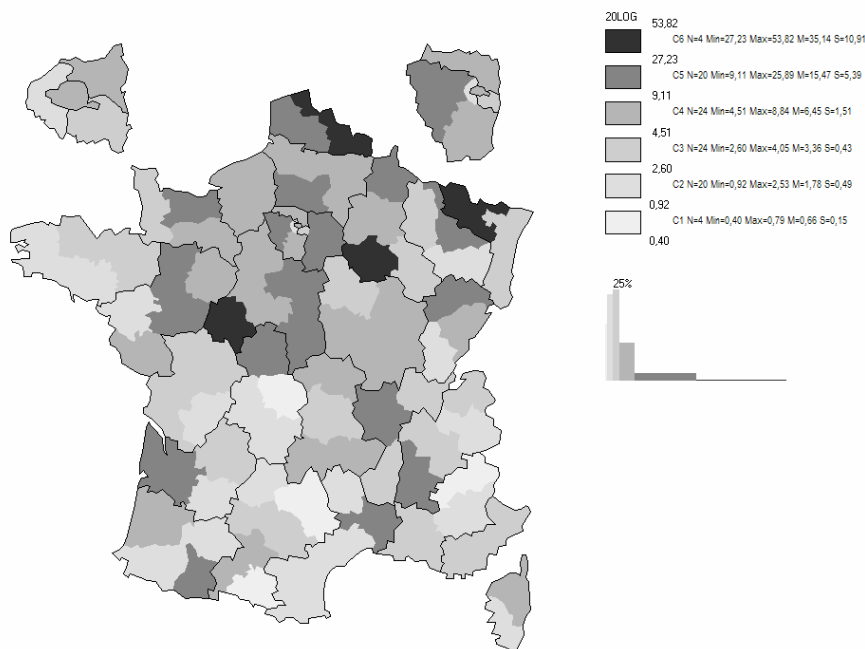 20LOG
53,82
C6 N=4 Min=27,23 Max=53,82 M=35,14 S=10,91
27,23
C5 N=20 Min=9,11 Max=25,89 M=15,47 S=5,39
9,11
C4 N=24 Min=4,51 Max=8,84 M=6,45 S=1,51
4,51
C3 N=24 Min=2,60 Max=4,05 M=3,36 S=0,43
2,60
C2 N=20 Min=0,92 Max=2,53 M=1,78 S=0,49
0,92
C1 N=4 Min=0,40 Max=0,79 M=0,66 S=0,15
0,40
25%